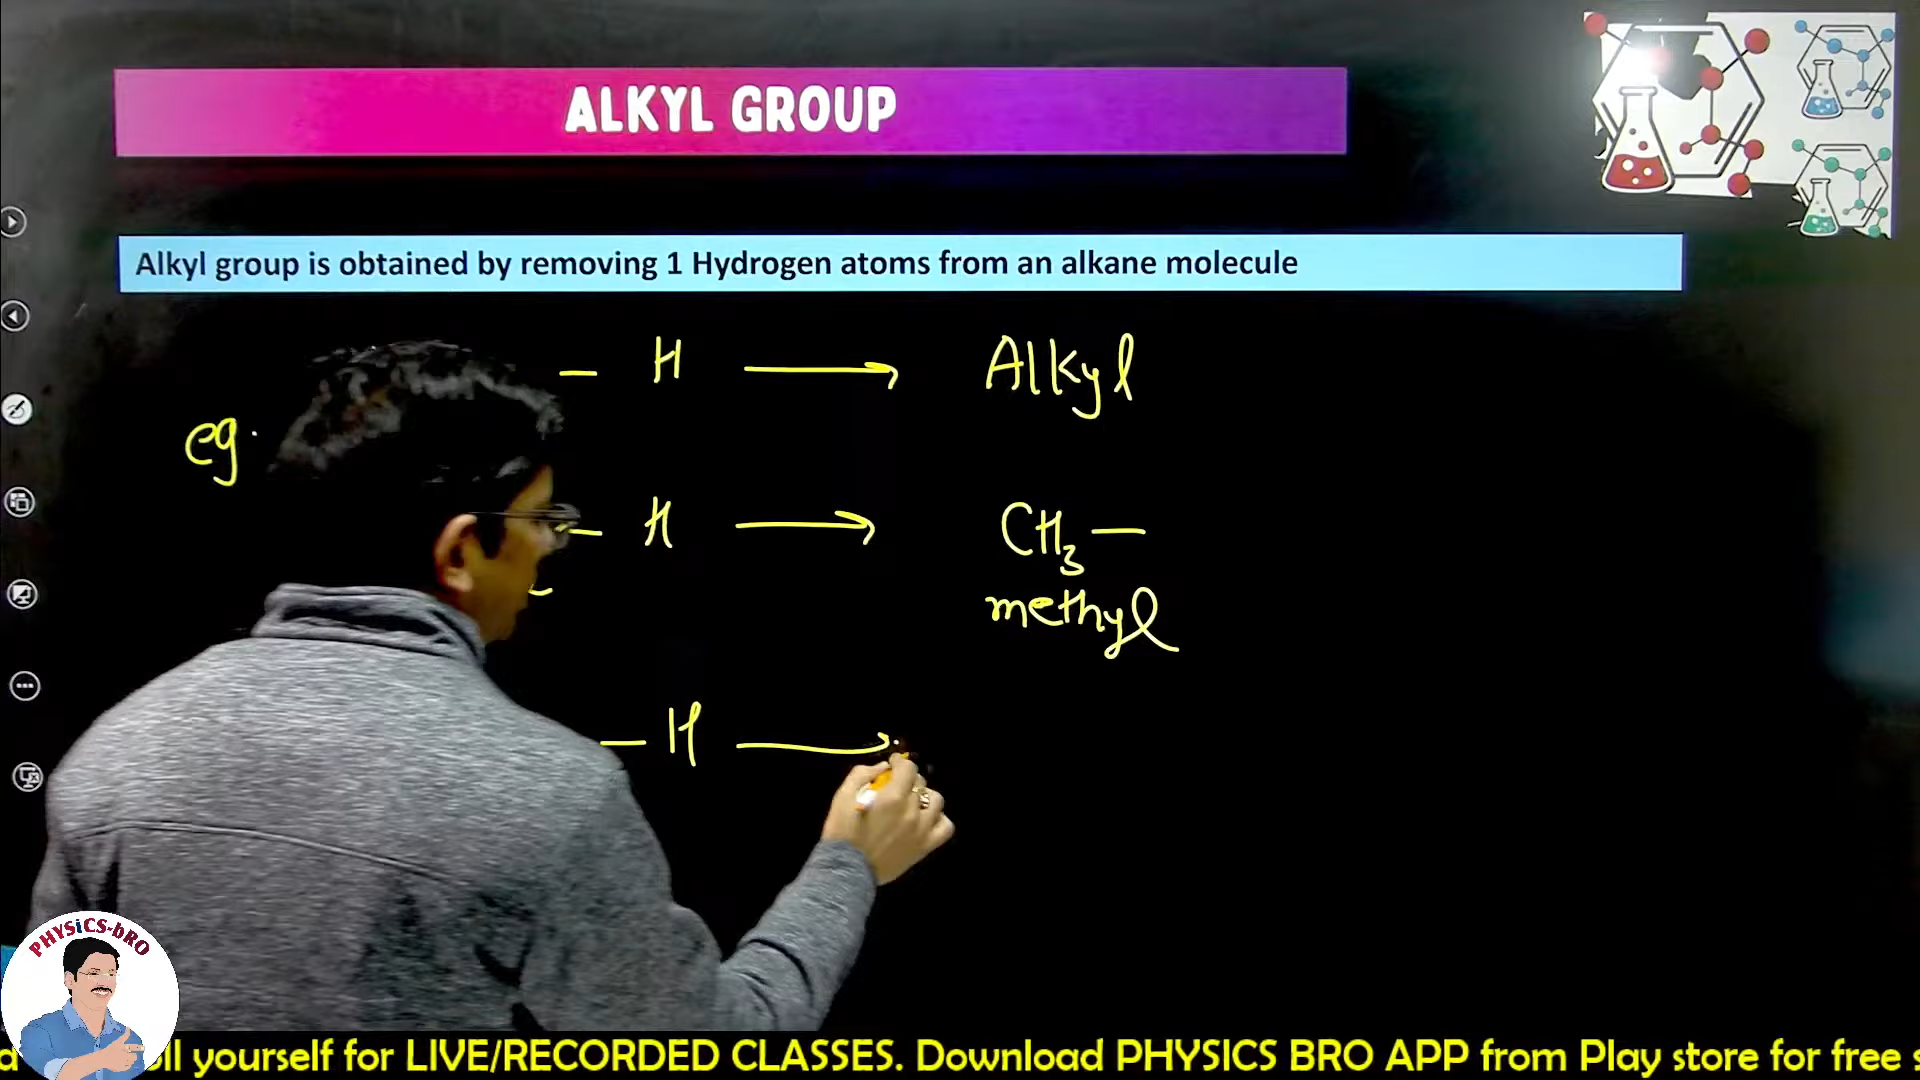 ALKYL GROUP
Alkyl group is obtained by removing 1 Hydrogen atoms from an alkane molecule
– H ⟶ Alkyl
eg.
– H ⟶ CH₃ –
methyl
– H ⟶
PHYSiCS-bRO
ll yourself for LIVE/RECORDED CLASSES. Download PHYSICS BRO APP from Play store for free